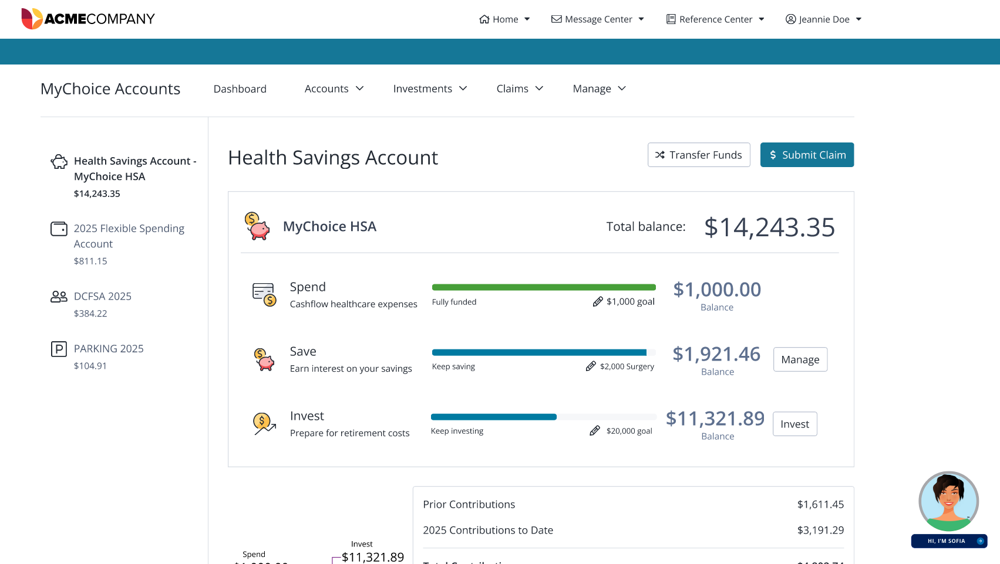 ACMECOMPANY
Home
Message Center
Reference Center
Jeannie Doe
MyChoice Accounts
Dashboard
Accounts
Investments
Claims
Manage
Health Savings Account -
MyChoice HSA
$14,243.35
2025 Flexible Spending
Account
$811.15
DCFSA 2025
$384.22
P
PARKING 2025
$104.91
Health Savings Account
Transfer Funds
$ Submit Claim
MyChoice HSA
Total balance: $14,243.35
Spend
Cashflow healthcare expenses
Fully funded
$1,000 goal
$1,000.00
Balance
Save
Earn interest on your savings
Keep saving
$2,000 Surgery
$1,921.46
Balance
Manage
Invest
Prepare for retirement costs
Keep investing
$20,000 goal
$11,321.89
Balance
Invest
Spend
Invest
$11,321.89
Prior Contributions $1,611.45
2025 Contributions to Date $3,191.29
HI, I'M SOFIA